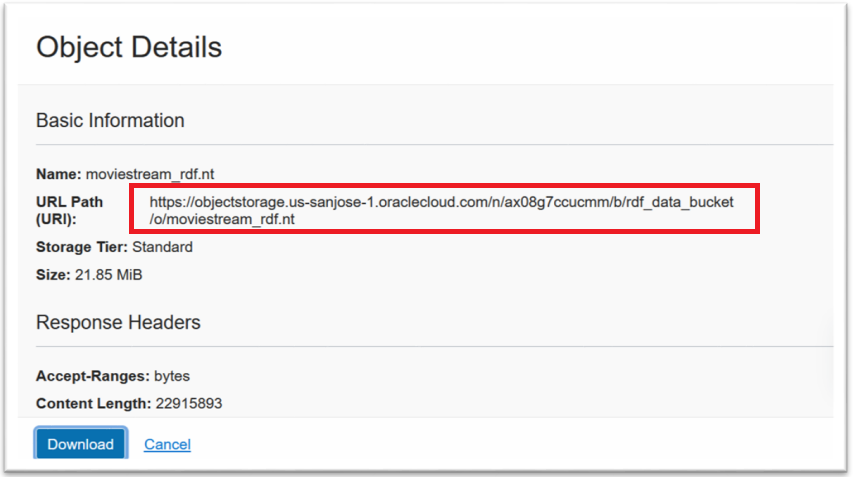 Object Details
Basic Information
Name: moviestream_rdf.nt
URL Path https://objectstorage.us-sanjose-1.oraclecloud.com/n/ax08g7ccucmm/b/rdf_data_bucket
(URI): /o/moviestream_rdf.nt
Storage Tier: Standard
Size: 21.85 MiB
Response Headers
Accept-Ranges: bytes
Content Length: 22915893
Download Cancel